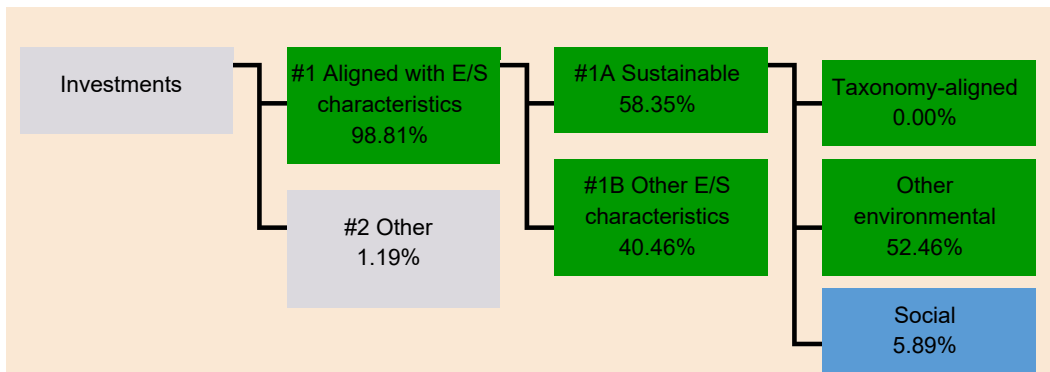 Investments
#1 Aligned with E/S
characteristics
98.81%
#2 Other
1.19%
#1A Sustainable
58.35%
#1B Other E/S
characteristics
40.46%
Taxonomy-aligned
0.00%
Other
environmental
52.46%
Social
5.89%